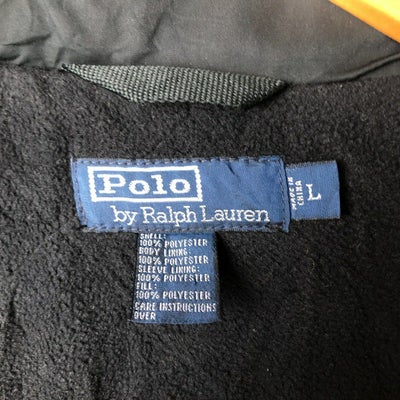 Polo
by Ralph Lauren
MADE IN
CHINA
L
SHELL:
100% POLYESTER
BODY LINING:
100% POLYESTER
SLEEVE LINING:
100% POLYESTER
FILL:
100% POLYESTER
CARE INSTRUCTIONS
OVER